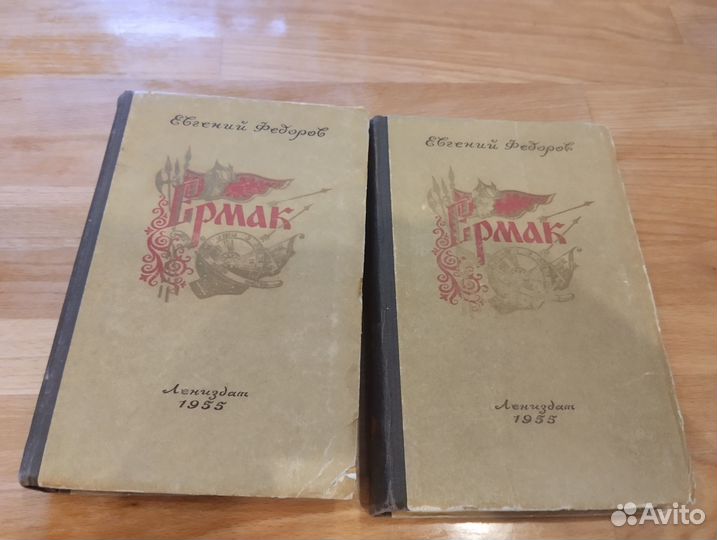 Евгений Федоров
Ермак
Лениздат
1955
Евгений Федоров
Ермак
Лениздат
1955
Avito